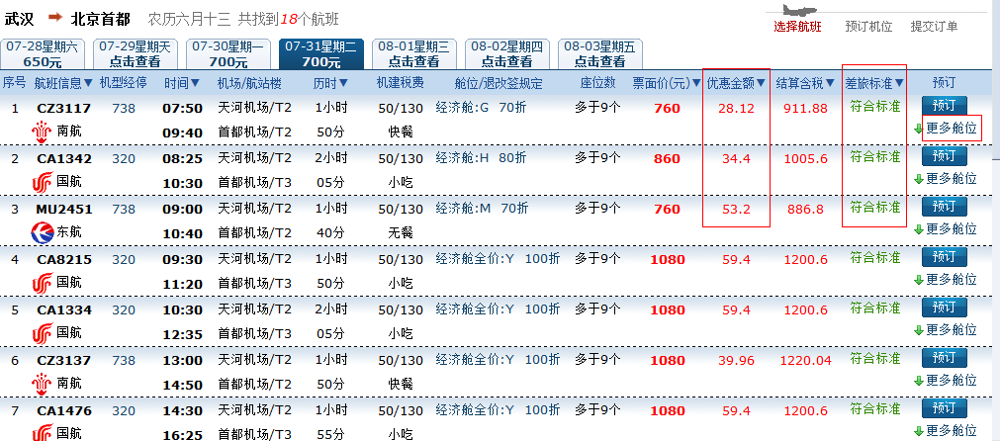 武汉 北京首都 农历六月十三 共找到18个航班
选择航班 预订机位 提交订单
07-28星期六 07-29星期天 07-30星期一 07-31星期二 08-01星期三 08-02星期四 08-03星期五
650元 点击查看 700元 700元 点击查看 点击查看 点击查看
序号 航班信息▼ 机型经停 时间▼ 机场/航站楼 历时▼ 机建税费 舱位/退改签规定 座位数 票面价(元)▼ 优惠金额▼ 结算含税▼ 差旅标准▼ 预订
1 CZ3117 738 07:50 天河机场/T2 1小时 50/130 经济舱:G 70折 多于9个 760 28.12 911.88 符合标准 预订
南航 09:40 首都机场/T2 50分 快餐 更多舱位
2 CA1342 320 08:25 天河机场/T2 2小时 50/130 经济舱:H 80折 多于9个 860 34.4 1005.6 符合标准 预订
国航 10:30 首都机场/T3 05分 小吃 更多舱位
3 MU2451 738 09:00 天河机场/T2 1小时 50/130 经济舱:M 70折 多于9个 760 53.2 886.8 符合标准 预订
东航 10:40 首都机场/T2 40分 无餐 更多舱位
4 CA8215 320 09:30 天河机场/T2 1小时 50/130 经济舱全价:Y 100折 多于9个 1080 59.4 1200.6 符合标准 预订
国航 11:20 首都机场/T3 50分 小吃 更多舱位
5 CA1334 320 10:30 天河机场/T2 2小时 50/130 经济舱全价:Y 100折 多于9个 1080 59.4 1200.6 符合标准 预订
国航 12:35 首都机场/T3 05分 小吃 更多舱位
6 CZ3137 738 13:00 天河机场/T2 1小时 50/130 经济舱全价:Y 100折 多于9个 1080 39.96 1220.04 符合标准 预订
南航 14:50 首都机场/T2 50分 快餐 更多舱位
7 CA1476 320 14:30 天河机场/T2 1小时 50/130 经济舱全价:Y 100折 多于9个 1080 59.4 1200.6 符合标准 预订
国航 16:25 首都机场/T3 55分 小吃 更多舱位